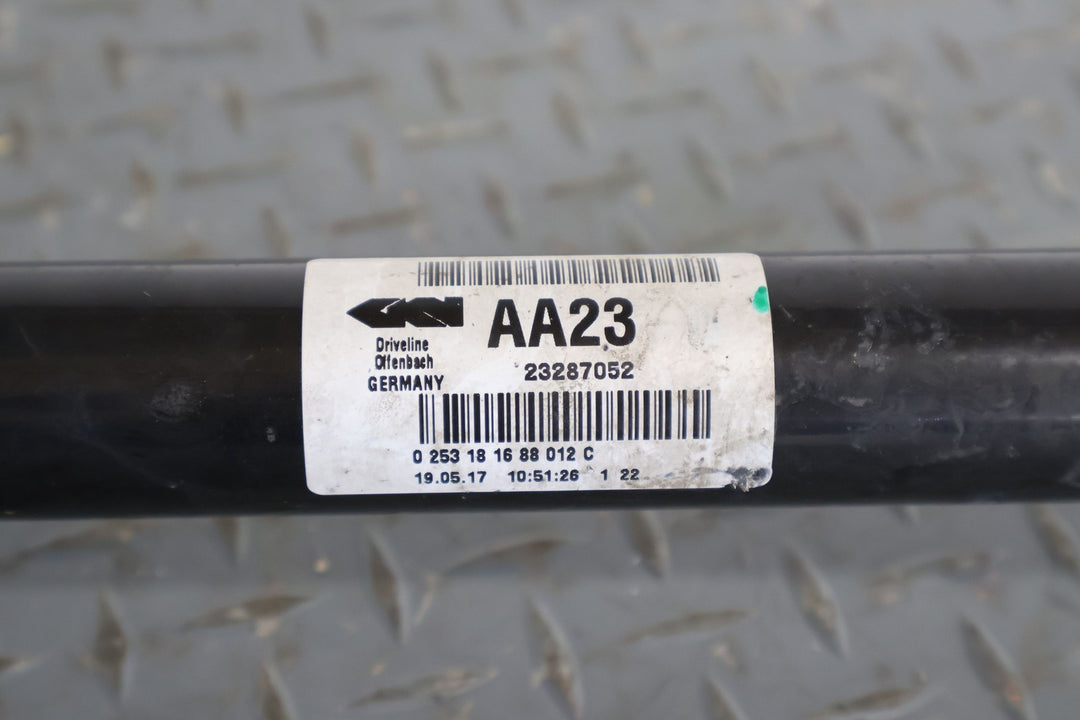 GKN AA23
Driveline
Offenbach
GERMANY
23287052
0 253 18 16 88 012 C
19.05.17 10:51:26 1 22